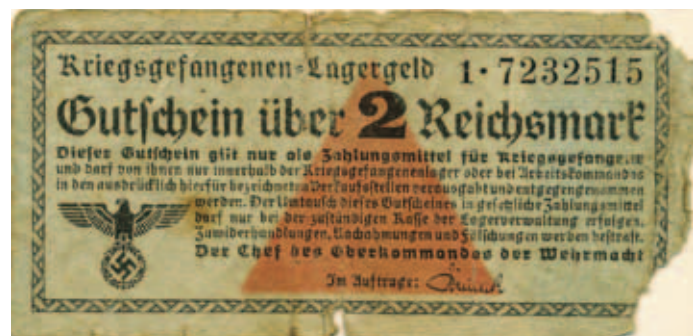 Kriegsgefangenen-Lagergeld 1·7232515
Gutschein über 2 Reichsmark
Dieser Gutschein gilt nur als Zahlungsmittel für Kriegsgefangene
und darf von ihnen nur innerhalb der Kriegsgefangenenlager oder bei Arbeitskommandos
in den ausdrücklich hierfür bezeichneten Verkaufsstellen verausgabt und entgegengenommen
werden. Der Umtausch dieses Gutscheines in gesetzliche Zahlungsmittel
darf nur bei der zuständigen Kasse der Lagerverwaltung erfolgen.
Zuwiderhandlungen, Nachahmungen und Fälschungen werden bestraft.
Der Chef des Oberkommandos der Wehrmacht
Im Auftrage: